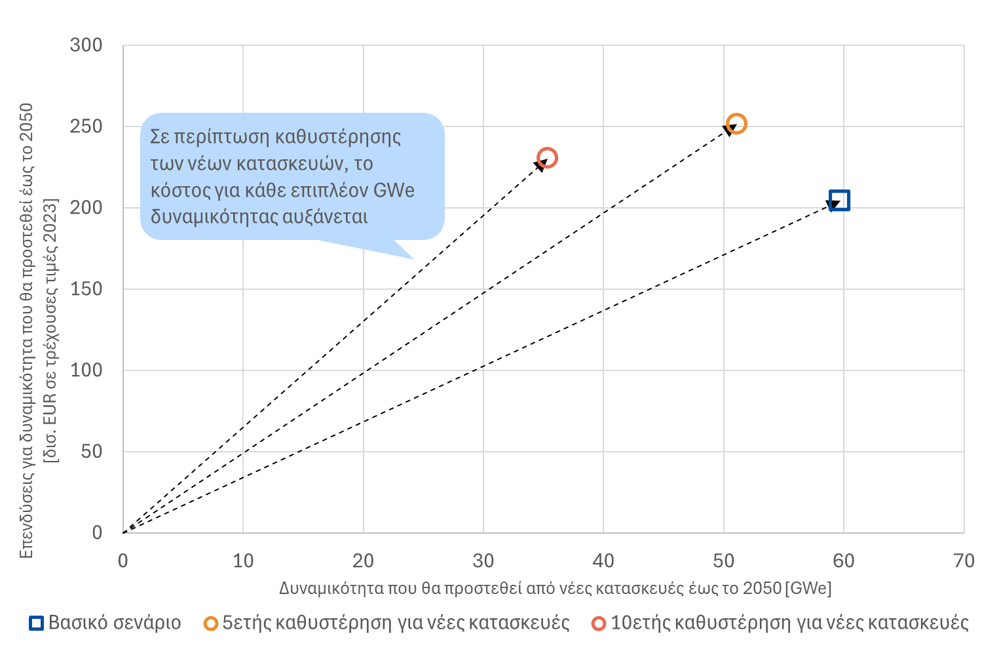 300
250
200
150
100
50
0
Επενδύσεις για δυναμικότητα που θα προστεθεί έως το 2050
[δισ. EUR σε τρέχουσες τιμές 2023]
Σε περίπτωση καθυστέρησης
των νέων κατασκευών, το
κόστος για κάθε επιπλέον GWe
δυναμικότητας αυξάνεται
0 10 20 30 40 50 60 70
Δυναμικότητα που θα προστεθεί από νέες κατασκευές έως το 2050 [GWe]
Βασικό σενάριο 5ετής καθυστέρηση για νέες κατασκευές 10ετής καθυστέρηση για νέες κατασκευές